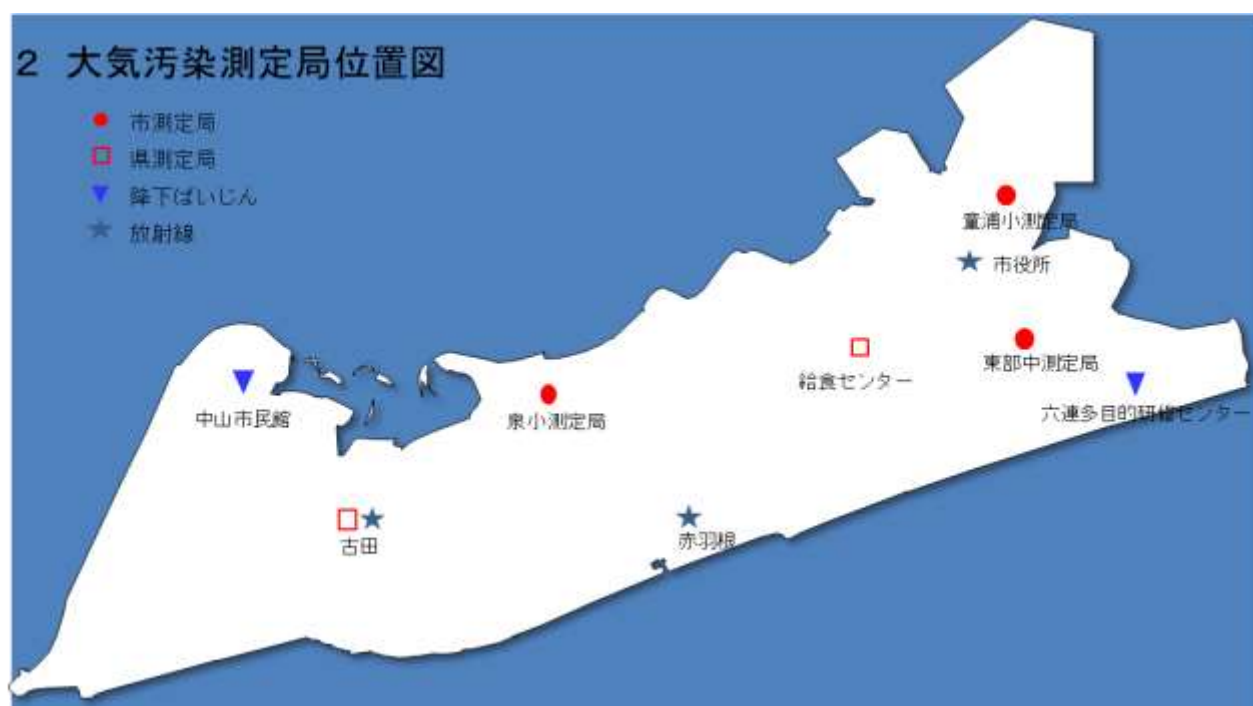 2 大気汚染測定局位置図
市測定局
県測定局
降下ばいじん
放射線
童浦小測定局
市役所
東部中測定局
給食センター
六連多目的研修センター
中山市民館
泉小測定局
古田
赤羽根